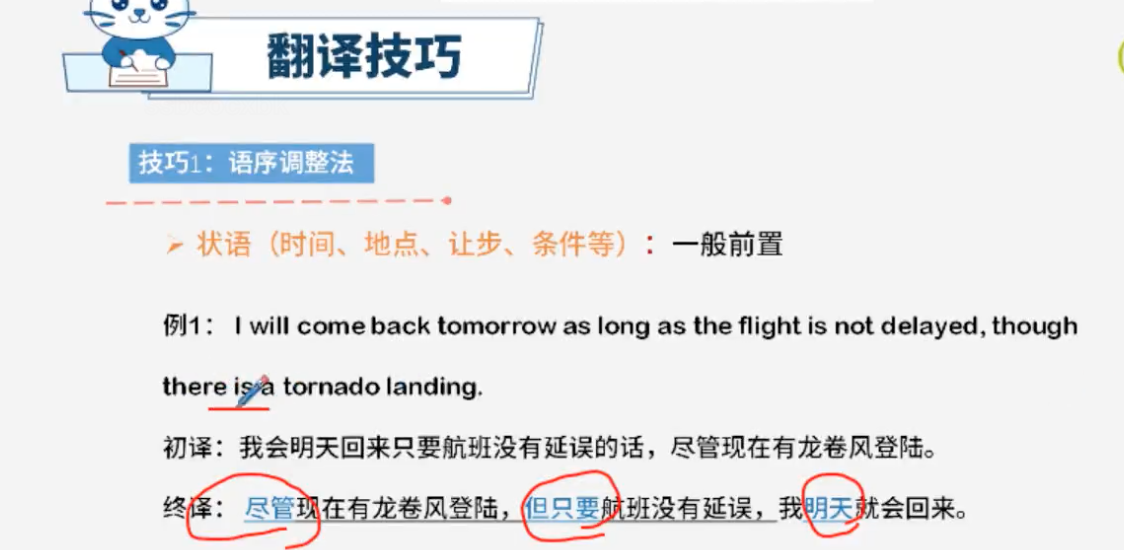 翻译技巧
技巧1：语序调整法
状语（时间、地点、让步、条件等）：一般前置
例1： I will come back tomorrow as long as the flight is not delayed, though
there is a tornado landing.
初译：我会明天回来只要航班没有延误的话，尽管现在有龙卷风登陆。
终译： 尽管现在有龙卷风登陆，但只要航班没有延误，我明天就会回来。